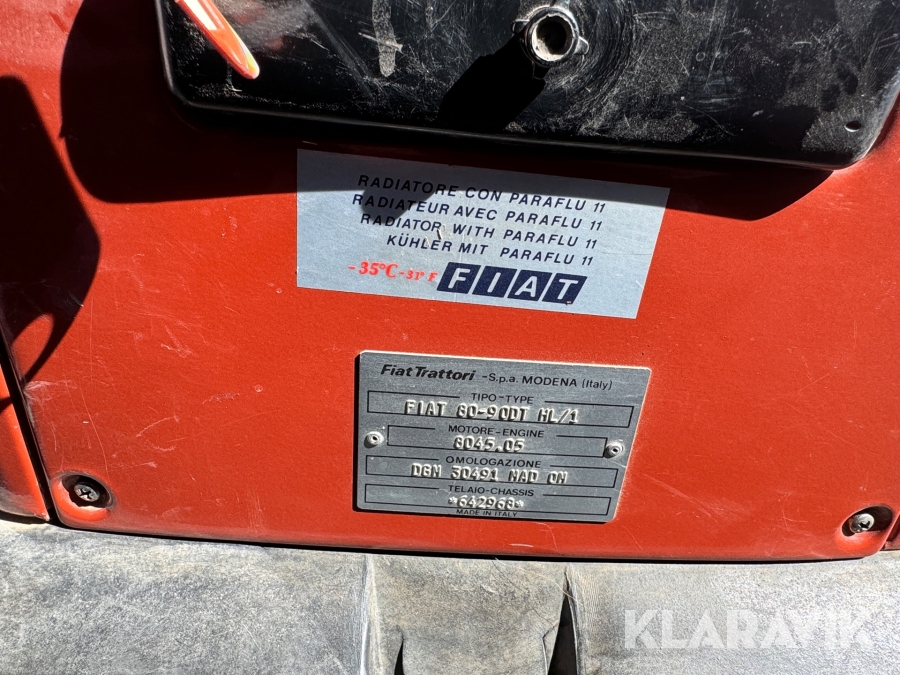 RADIATORE CON PARAFLU 11
RADIATEUR AVEC PARAFLU 11
RADIATOR WITH PARAFLU 11
KÜHLER MIT PARAFLU 11
-35°C-31° F FIAT
Fiat Trattori -S.p.a. MODENA (Italy)
TIPO-TYPE
FIAT 80-90DT HL/1
MOTORE-ENGINE
8045.05
OMOLOGAZIONE
DGM 30491 MAD OM
TELAIO-CHASSIS
*642968*
MADE IN ITALY
KLARAVIK